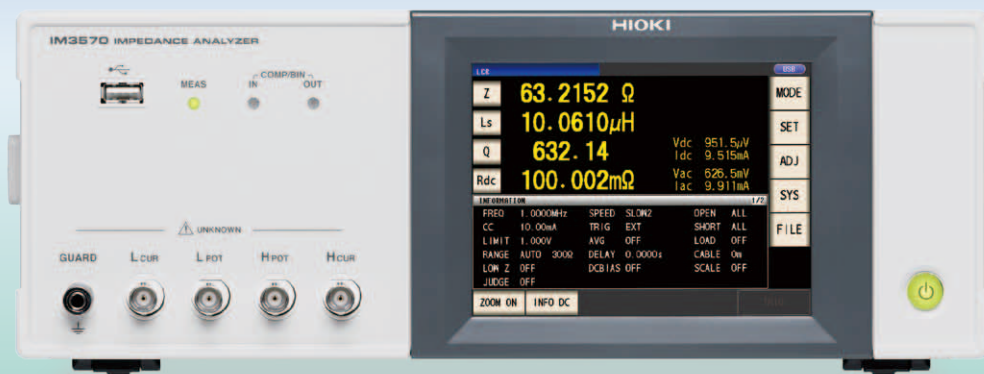 HIOKI
IM3570 IMPEDANCE ANALYZER
MEAS
COMP/BIN
IN OUT
UNKNOWN
GUARD LCUR LPOT HPOT HCUR
LCR USB
Z 63.2152 Ω
Ls 10.0610μH
Q 632.14
Rdc 100.002mΩ
Vdc 951.5μV
Idc 9.515mA
Vac 626.5mV
Iac 9.911mA
INFORMATION 1/2
FREQ 1.0000MHz SPEED SLOW2 OPEN ALL
CC 10.00mA TRIG EXT SHORT ALL
LIMIT 1.000V AVG OFF LOAD OFF
RANGE AUTO 300Ω DELAY 0.0000s CABLE 0m
LOW Z OFF DCBIAS OFF SCALE OFF
JUDGE OFF
ZOOM ON INFO DC
MODE
SET
ADJ
SYS
FILE